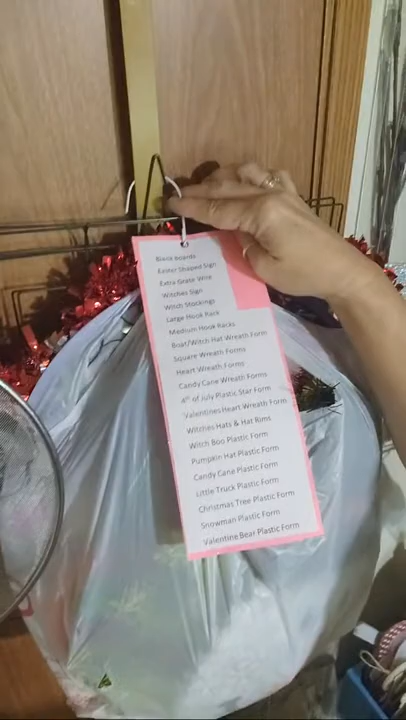 Blank Boards
Easter Shaped Sign
Extra Grate Wire
Witches Sign
Witch Stockings
Large Hook Rack
Medium Hook Racks
Boat/Witch Hat Wreath Form
Square Wreath Forms
Heart Wreath Forms
Candy Cane Wreath Forms
4th of July Plastic Star Form
Valentines Heart Wreath Form
Witches Hats & Hat Rims
Witch Boo Plastic Form
Pumpkin Hat Plastic Form
Candy Cane Plastic Form
Little Truck Plastic Form
Christmas Tree Plastic Form
Snowman Plastic Form
Valentine Bear Plastic Form